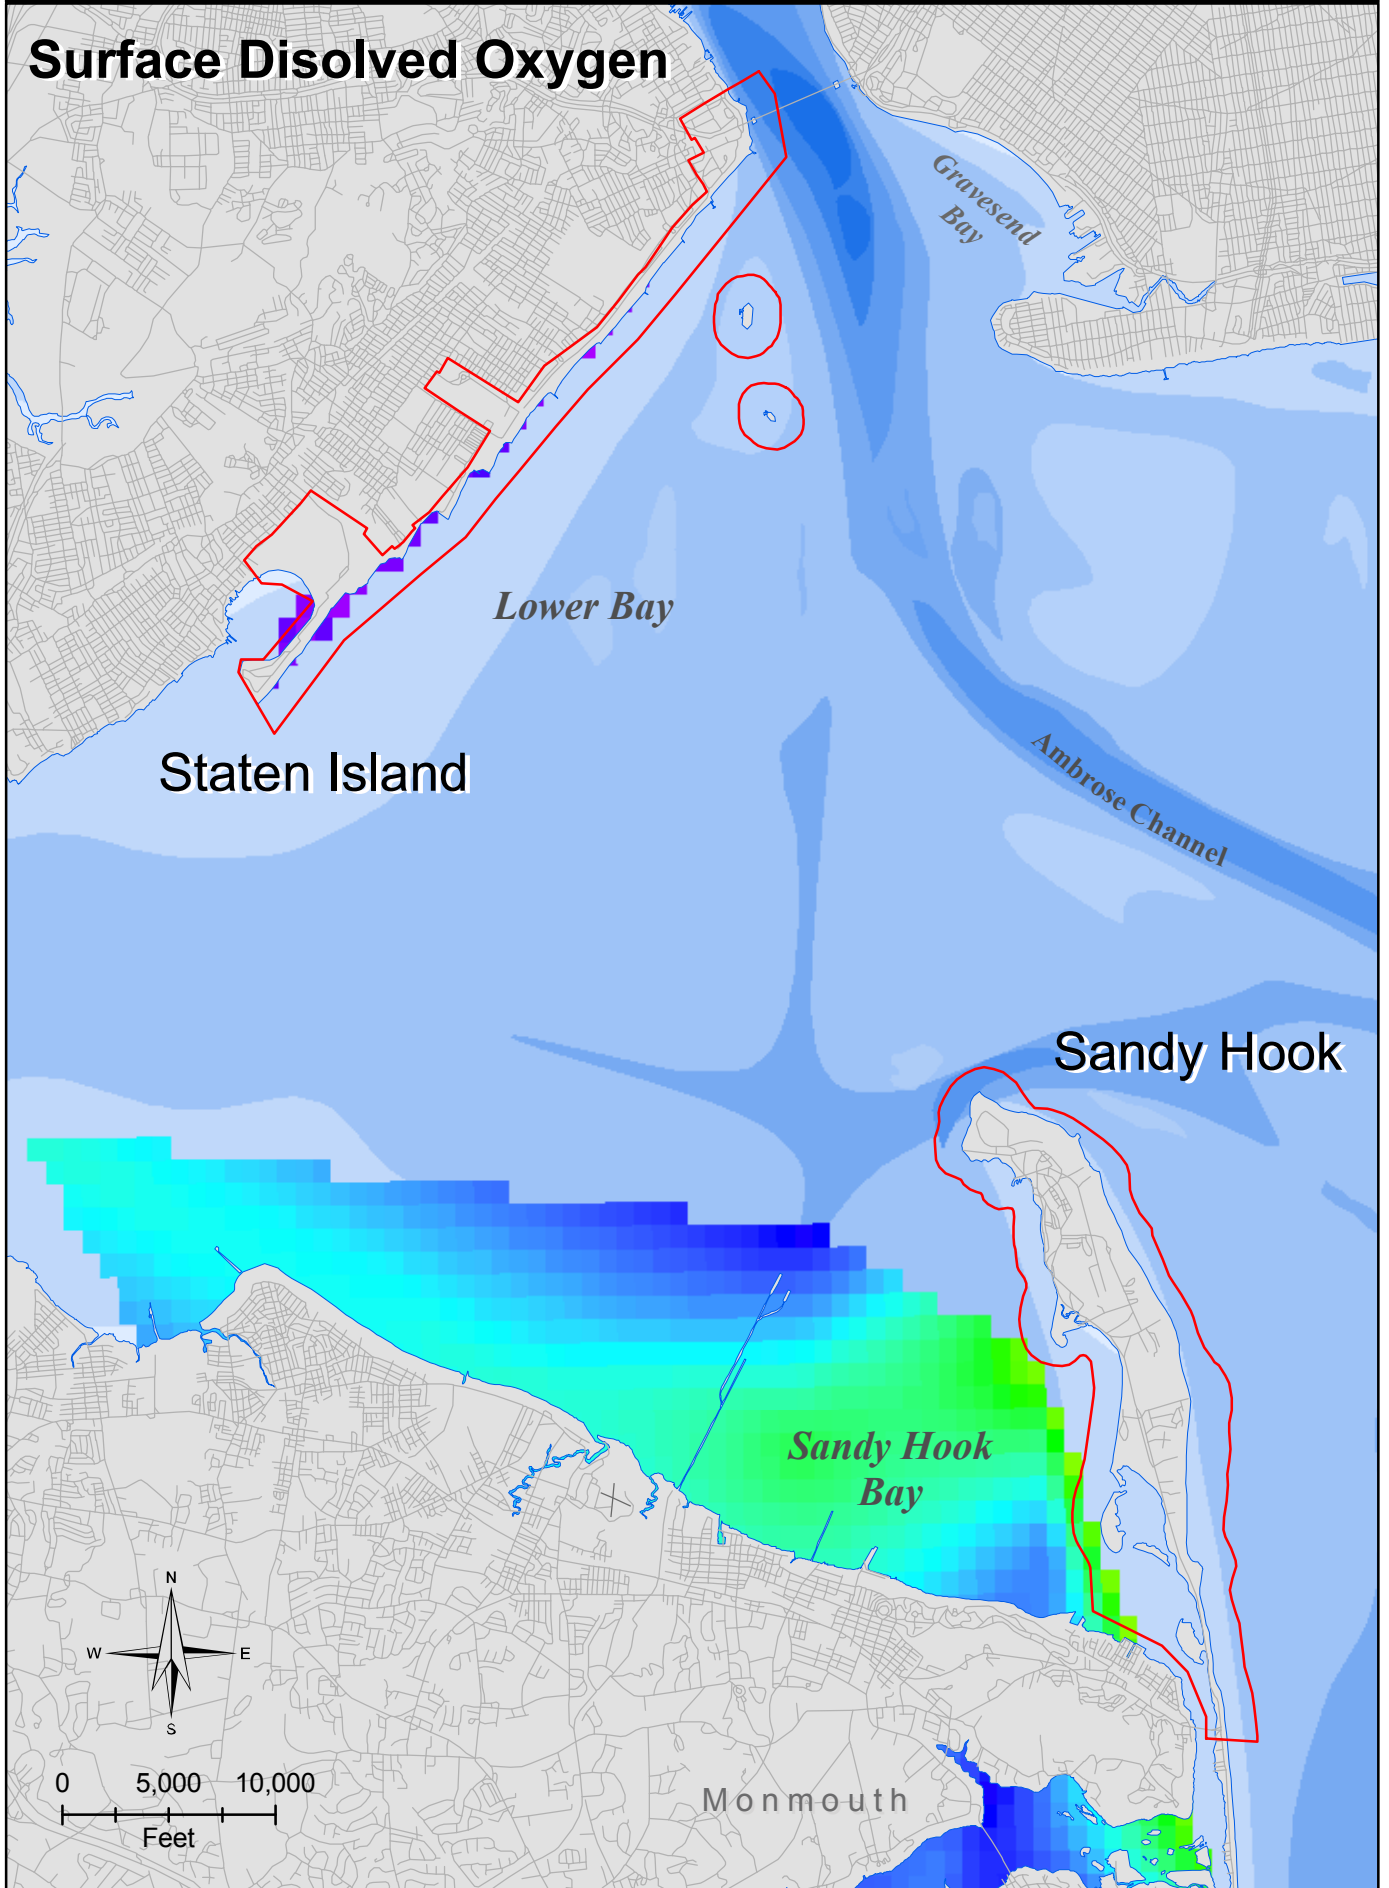 Surface Disolved Oxygen
Gravesend
Bay
Lower Bay
Staten Island
Ambrose Channel
Sandy Hook
Sandy Hook
Bay
N
W E
S
0 5,000 10,000
Feet
Monmouth